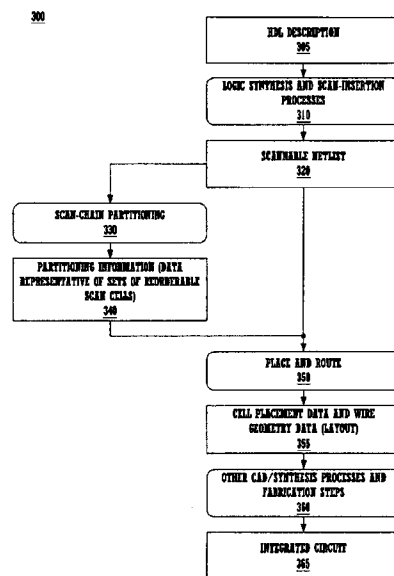 300
HDL DESCRIPTION
305
LOGIC SYNTHESIS AND SCAN-INSERTION
PROCESSES
310
SCANNABLE NETLIST
320
SCAN-CHAIN PARTITIONING
330
PARTITIONING INFORMATION (DATA
REPRESENTATIVE OF SETS OF REORDERABLE
SCAN CELLS)
340
PLACE AND ROUTE
350
CELL PLACEMENT DATA AND WIRE
GEOMETRY DATA (LAYOUT)
355
OTHER CAD/SYNTHESIS PROCESSES AND
FABRICATION STEPS
360
INTEGRATED CIRCUIT
365